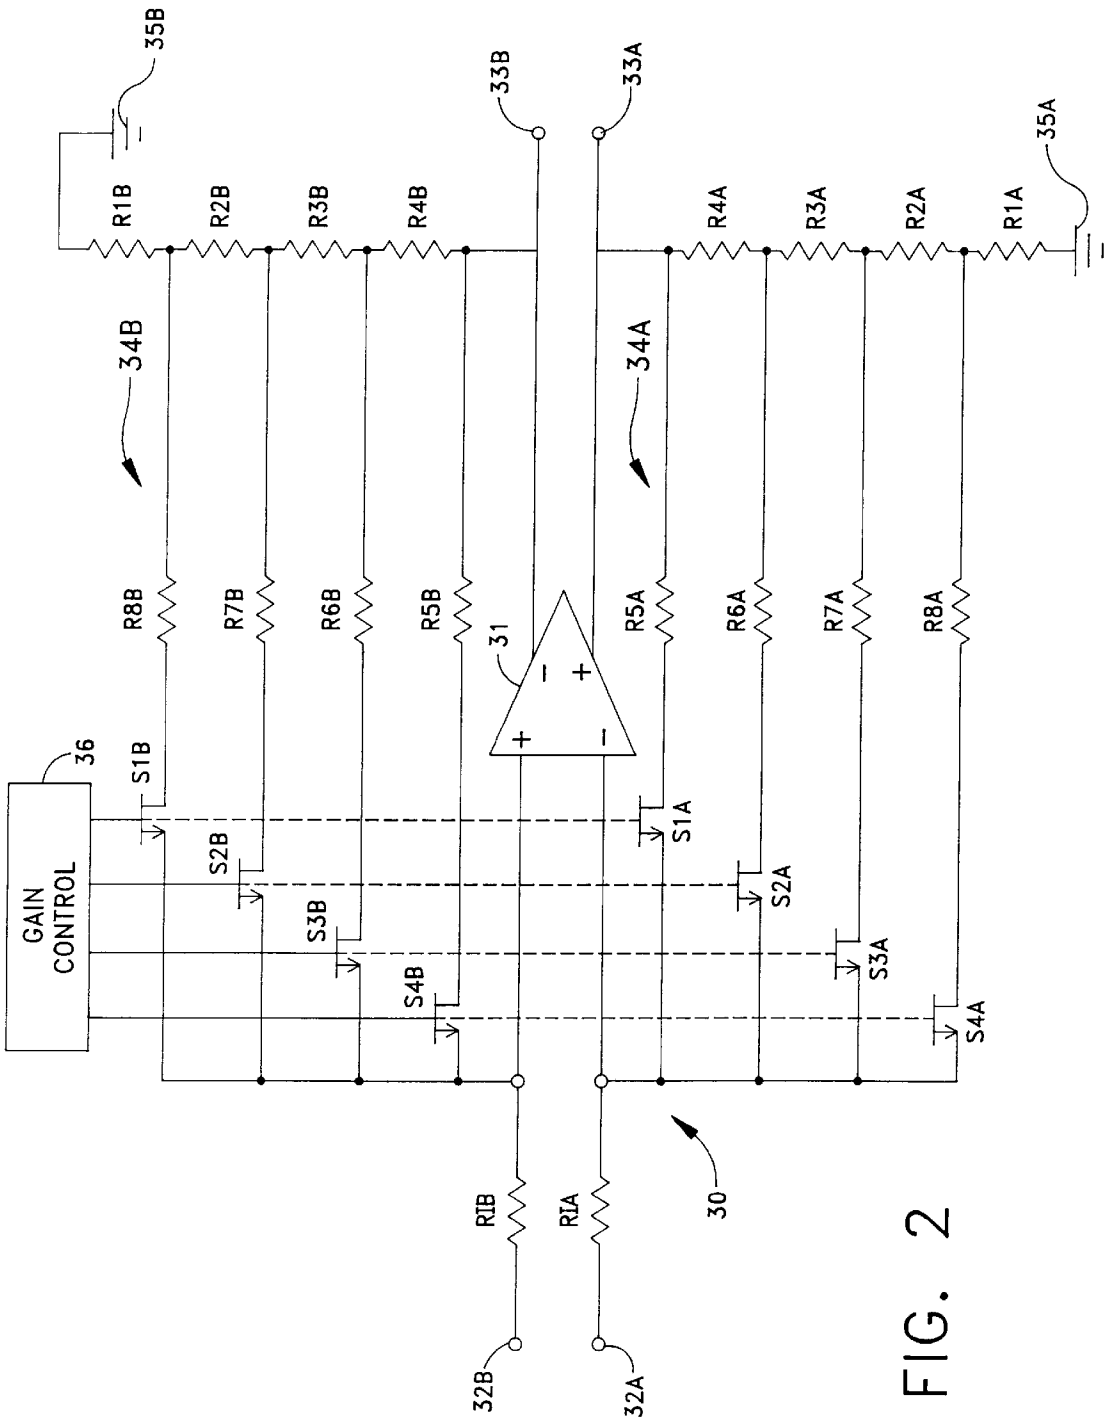 35B
33B
33A
35A
R1B
R2B
R3B
R4B
R4A
R3A
R2A
R1A
34B
34A
R8B
R7B
R6B
R5B
R5A
R6A
R7A
R8A
31
+
−
−
+
36
GAIN
CONTROL
S1B
S2B
S3B
S4B
S1A
S2A
S3A
S4A
RIB
RIA
30
32B
32A
FIG. 2